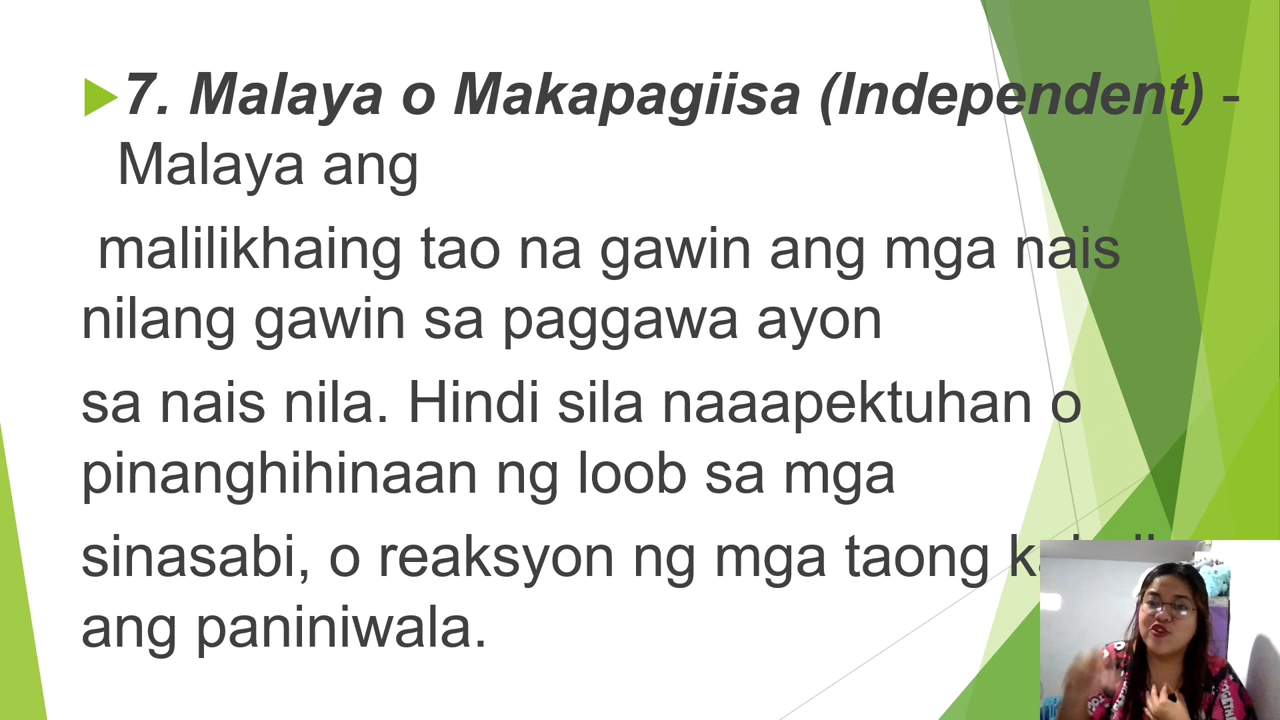 7. Malaya o Makapagiisa (Independent) -
Malaya ang
malilikhaing tao na gawin ang mga nais
nilang gawin sa paggawa ayon
sa nais nila. Hindi sila naaapektuhan o
pinanghihinaan ng loob sa mga
sinasabi, o reaksyon ng mga taong
ang paniniwala.